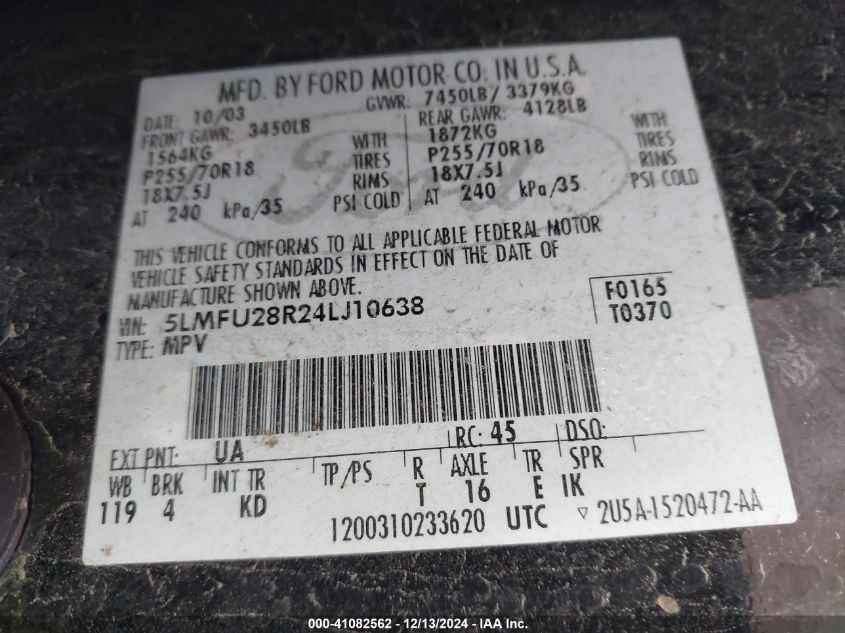 MFD. BY FORD MOTOR CO. IN U.S.A.
DATE: 10/03 GVWR: 7450LB/ 3379KG
FRONT GAWR: 3450LB REAR GAWR: 4128LB
1564KG WITH 1872KG WITH
P255/70R18 TIRES P255/70R18 TIRES
18X7.5J RIMS 18X7.5J RIMS
AT 240 kPa/35 PSI COLD AT 240 kPa/35 PSI COLD
Ford
THIS VEHICLE CONFORMS TO ALL APPLICABLE FEDERAL MOTOR
VEHICLE SAFETY STANDARDS IN EFFECT ON THE DATE OF
MANUFACTURE SHOWN ABOVE.
VIN: 5LMFU28R24LJ10638 F0165
TYPE: MPV T0370
EXT PNT: UA RC: 45 DSO:
WB BRK INT TR TP/PS R AXLE TR SPR
119 4 KD T 16 E IK
1200310233620 UTC ▽ 2U5A-1520472-AA
000-41082562 - 12/13/2024 - IAA Inc.